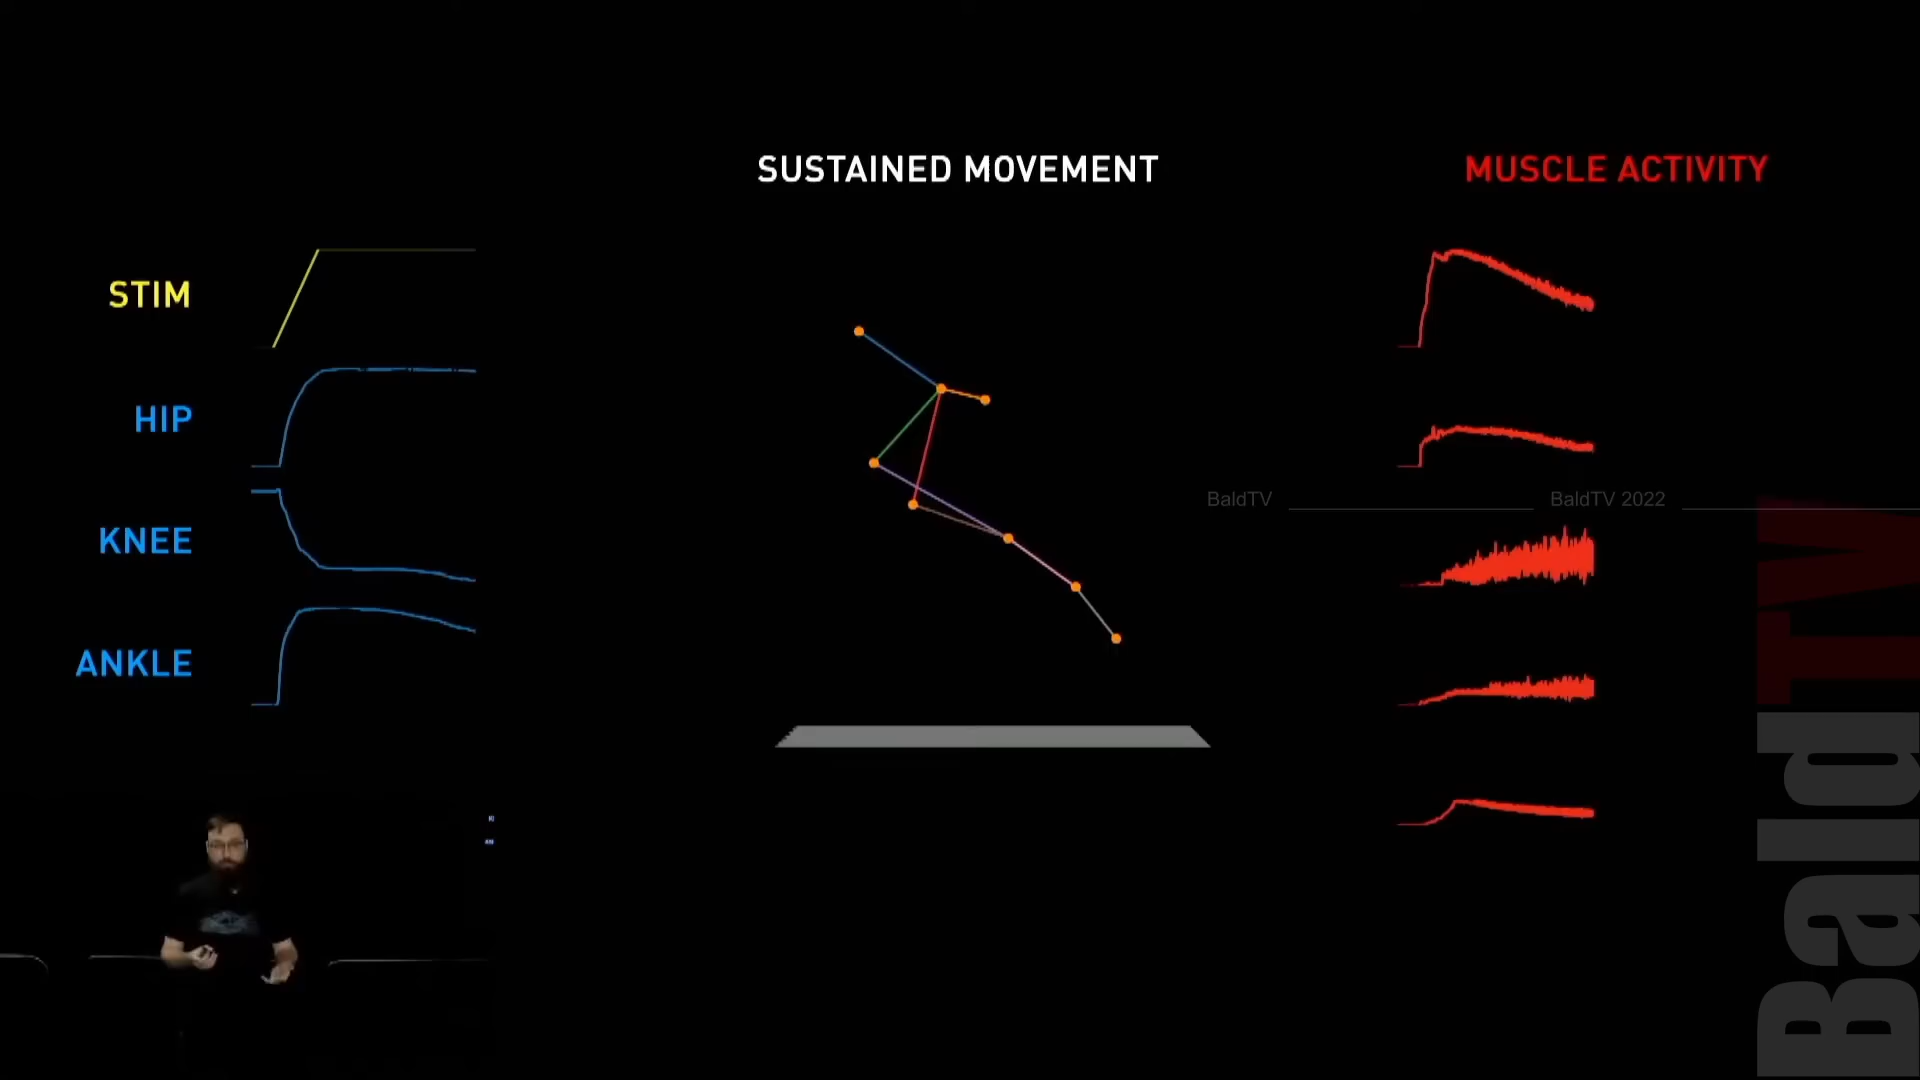 SUSTAINED MOVEMENT
MUSCLE ACTIVITY
STIM
HIP
KNEE
ANKLE
BaldTV
BaldTV 2022
BaldTV